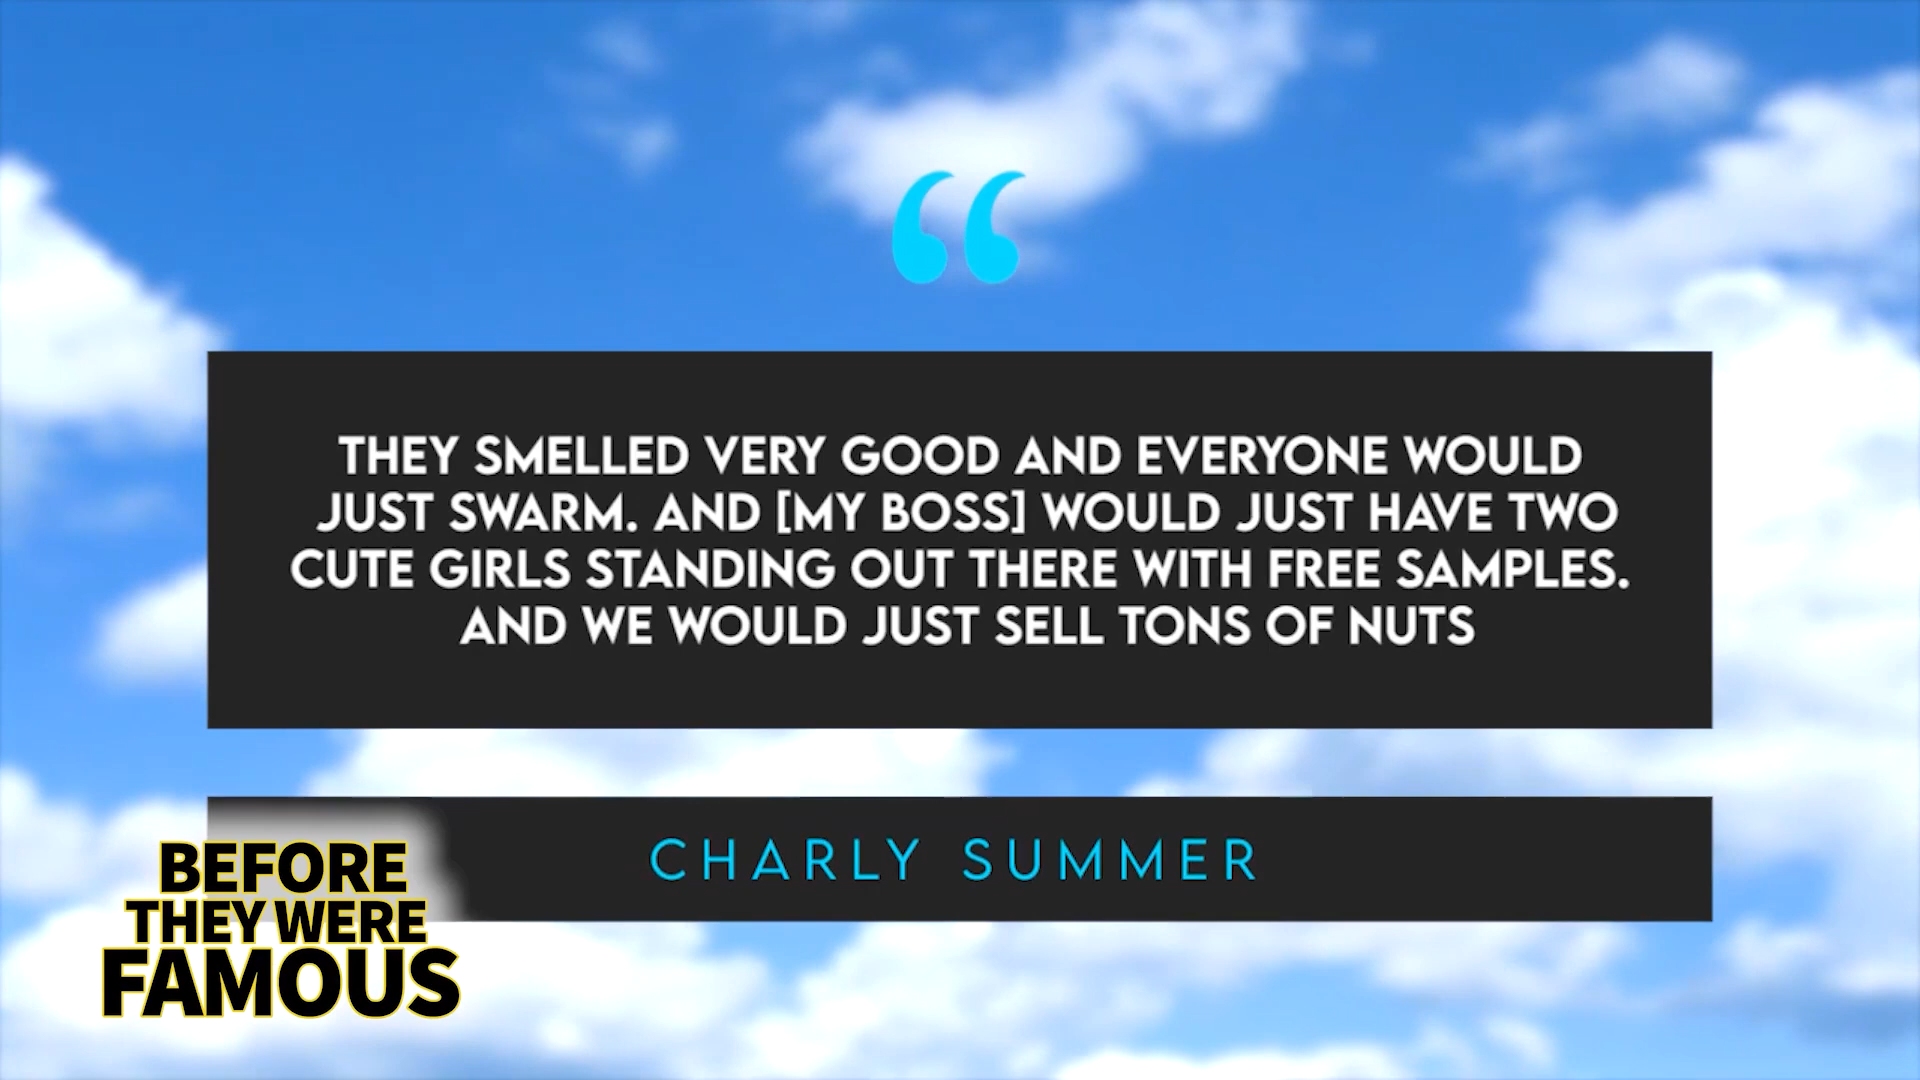 “
THEY SMELLED VERY GOOD AND EVERYONE WOULD
JUST SWARM. AND [MY BOSS] WOULD JUST HAVE TWO
CUTE GIRLS STANDING OUT THERE WITH FREE SAMPLES.
AND WE WOULD JUST SELL TONS OF NUTS
CHARLY SUMMER
BEFORE
THEY WERE
FAMOUS